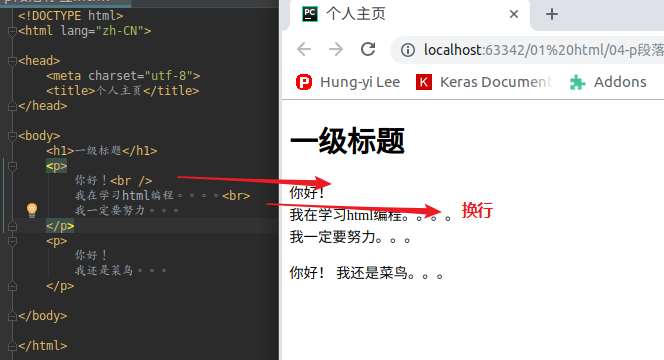 <!DOCTYPE html>
<html lang="zh-CN">
<head>
<meta charset="utf-8">
<title>个人主页</title>
</head>
<body>
<h1>一级标题</h1>
<p>
你好！<br />
我在学习html编程。。。。<br>
我一定要努力。。。
</p>
<p>
你好！
我还是菜鸟。。。
</p>
</body>
</html>
个人主页
localhost:63342/01%20html/04-p段落
Hung-yi Lee
Keras Document
Addons
一级标题
你好！
我在学习html编程。。。。
换行
我一定要努力。。。
你好！ 我还是菜鸟。。。